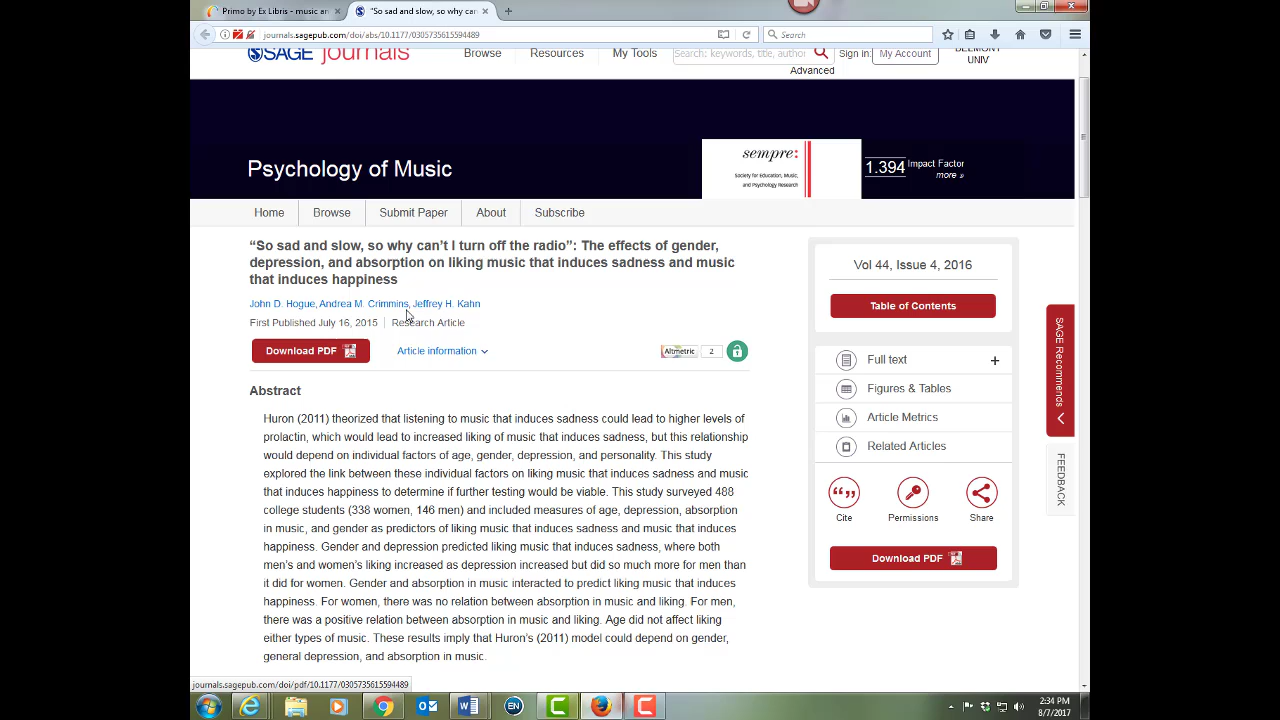 Primo by Ex Libris - music ar
"So sad and slow, so why can'
journals.sagepub.com/doi/abs/10.1177/0305735615594489
Search
SAGE journals
Browse
Resources
My Tools
Search: keywords, title, author
Advanced
Sign in:
My Account
BELMONT
UNIV
Psychology of Music
sempre:
Society for Education, Music,
and Psychology Research
1.394
Impact Factor
more »
Home
Browse
Submit Paper
About
Subscribe
“So sad and slow, so why can’t I turn off the radio”: The effects of gender,
depression, and absorption on liking music that induces sadness and music
that induces happiness
John D. Hogue, Andrea M. Crimmins, Jeffrey H. Kahn
First Published July 16, 2015
Research Article
Download PDF
Article information
Altmetric
2
Abstract
Huron (2011) theorized that listening to music that induces sadness could lead to higher levels of
prolactin, which would lead to increased liking of music that induces sadness, but this relationship
would depend on individual factors of age, gender, depression, and personality. This study
explored the link between these individual factors on liking music that induces sadness and music
that induces happiness to determine if further testing would be viable. This study surveyed 488
college students (338 women, 146 men) and included measures of age, depression, absorption
in music, and gender as predictors of liking music that induces sadness and music that induces
happiness. Gender and depression predicted liking music that induces sadness, where both
men’s and women’s liking increased as depression increased but did so much more for men than
it did for women. Gender and absorption in music interacted to predict liking music that induces
happiness. For women, there was no relation between absorption in music and liking. For men,
there was a positive relation between absorption in music and liking. Age did not affect liking
either types of music. These results imply that Huron’s (2011) model could depend on gender,
general depression, and absorption in music.
Vol 44, Issue 4, 2016
Table of Contents
Full text
+
Figures & Tables
Article Metrics
Related Articles
Cite
Permissions
Share
Download PDF
SAGE Recommends
FEEDBACK
journals.sagepub.com/doi/pdf/10.1177/0305735615594489
EN
2:34 PM
8/7/2017